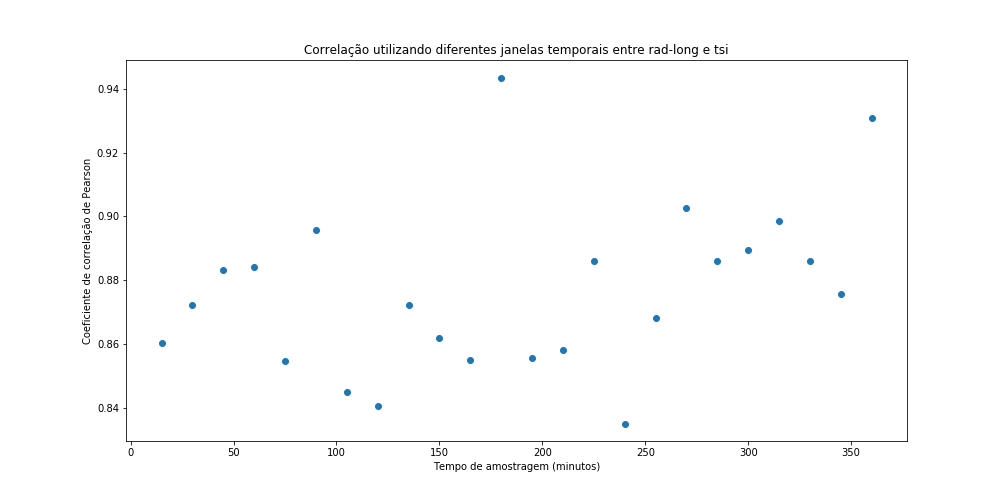 Correlação utilizando diferentes janelas temporais entre rad-long e tsi
Coeficiente de correlação de Pearson
0.94
0.92
0.90
0.88
0.86
0.84
0 50 100 150 200 250 300 350
Tempo de amostragem (minutos)